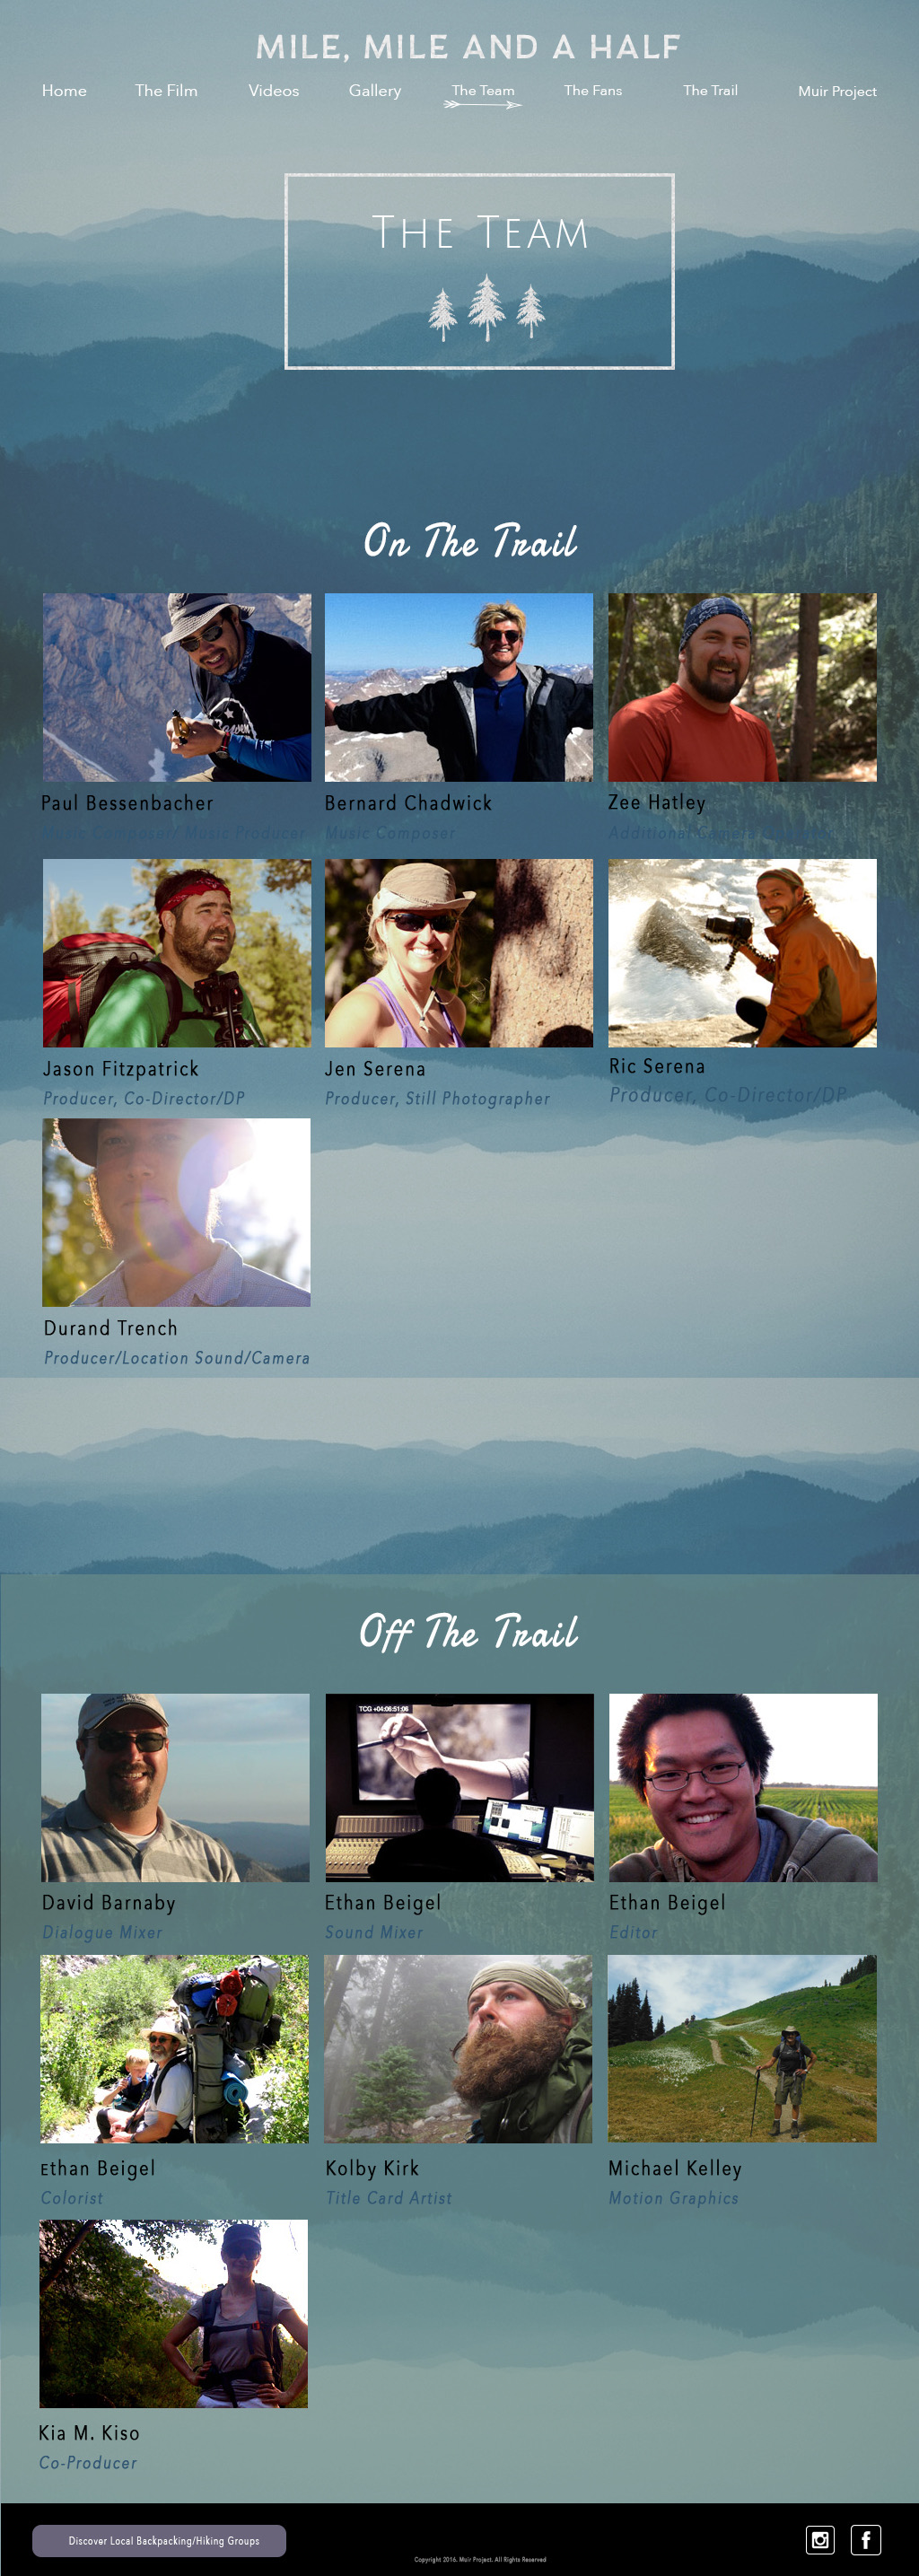 MILE, MILE AND A HALF
Home The Film Videos Gallery The Team The Fans The Trail Muir Project
The Team
On The Trail
Paul Bessenbacher Bernard Chadwick Zee Hatley
Music Composer/ Music Producer Music Composer Additional Camera
Jason Fitzpatrick Jen Serena Ric Serena
Producer, Co-Director/DP Producer, Still Photographer Producer, Co-Director/DP
Durand Trench
Producer/Location Sound/Camera
Off The Trail
TCG +04:06:51:06
David Barnaby Ethan Beigel Ethan Beigel
Dialogue Mixer Sound Mixer Editor
Ethan Beigel Kolby Kirk Michael Kelley
Colorist Title Card Artist Motion Graphics
Kia M. Kiso
Co-Producer
Discover Local Backpacking/Hiking Groups
Copyright 2016. Muir Project. All Rights Reserved